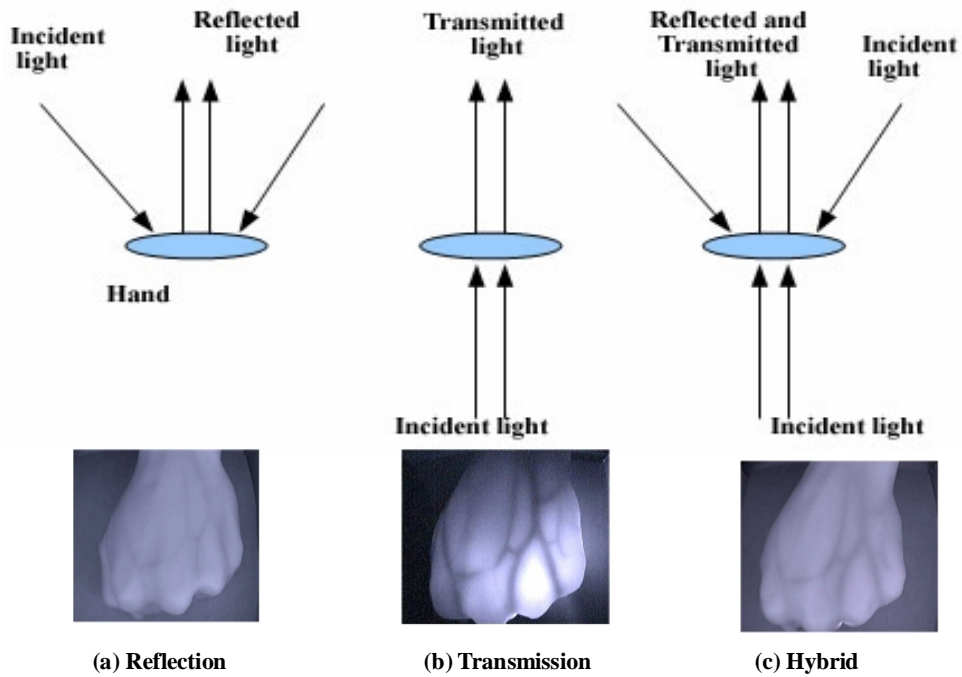 Incident
light
Reflected
light
Hand
Transmitted
light
Incident light
Reflected and
Transmitted
light
Incident
light
Incident light
(a) Reflection
(b) Transmission
(c) Hybrid